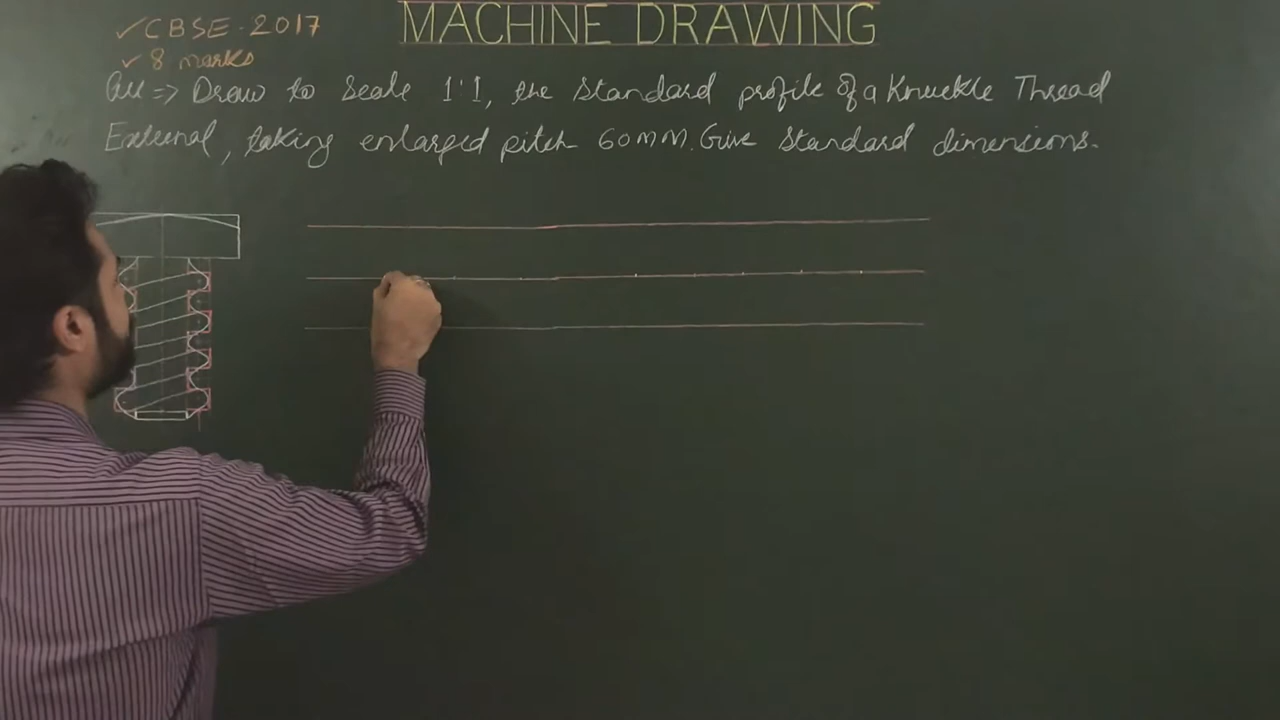 MACHINE DRAWING
✓ CBSE-2017
✓ 8 marks
Qu => Draw to Scale 1:1, the Standard profile of a Knuckle Thread
External, taking enlarged pitch 60MM. Give Standard dimensions.